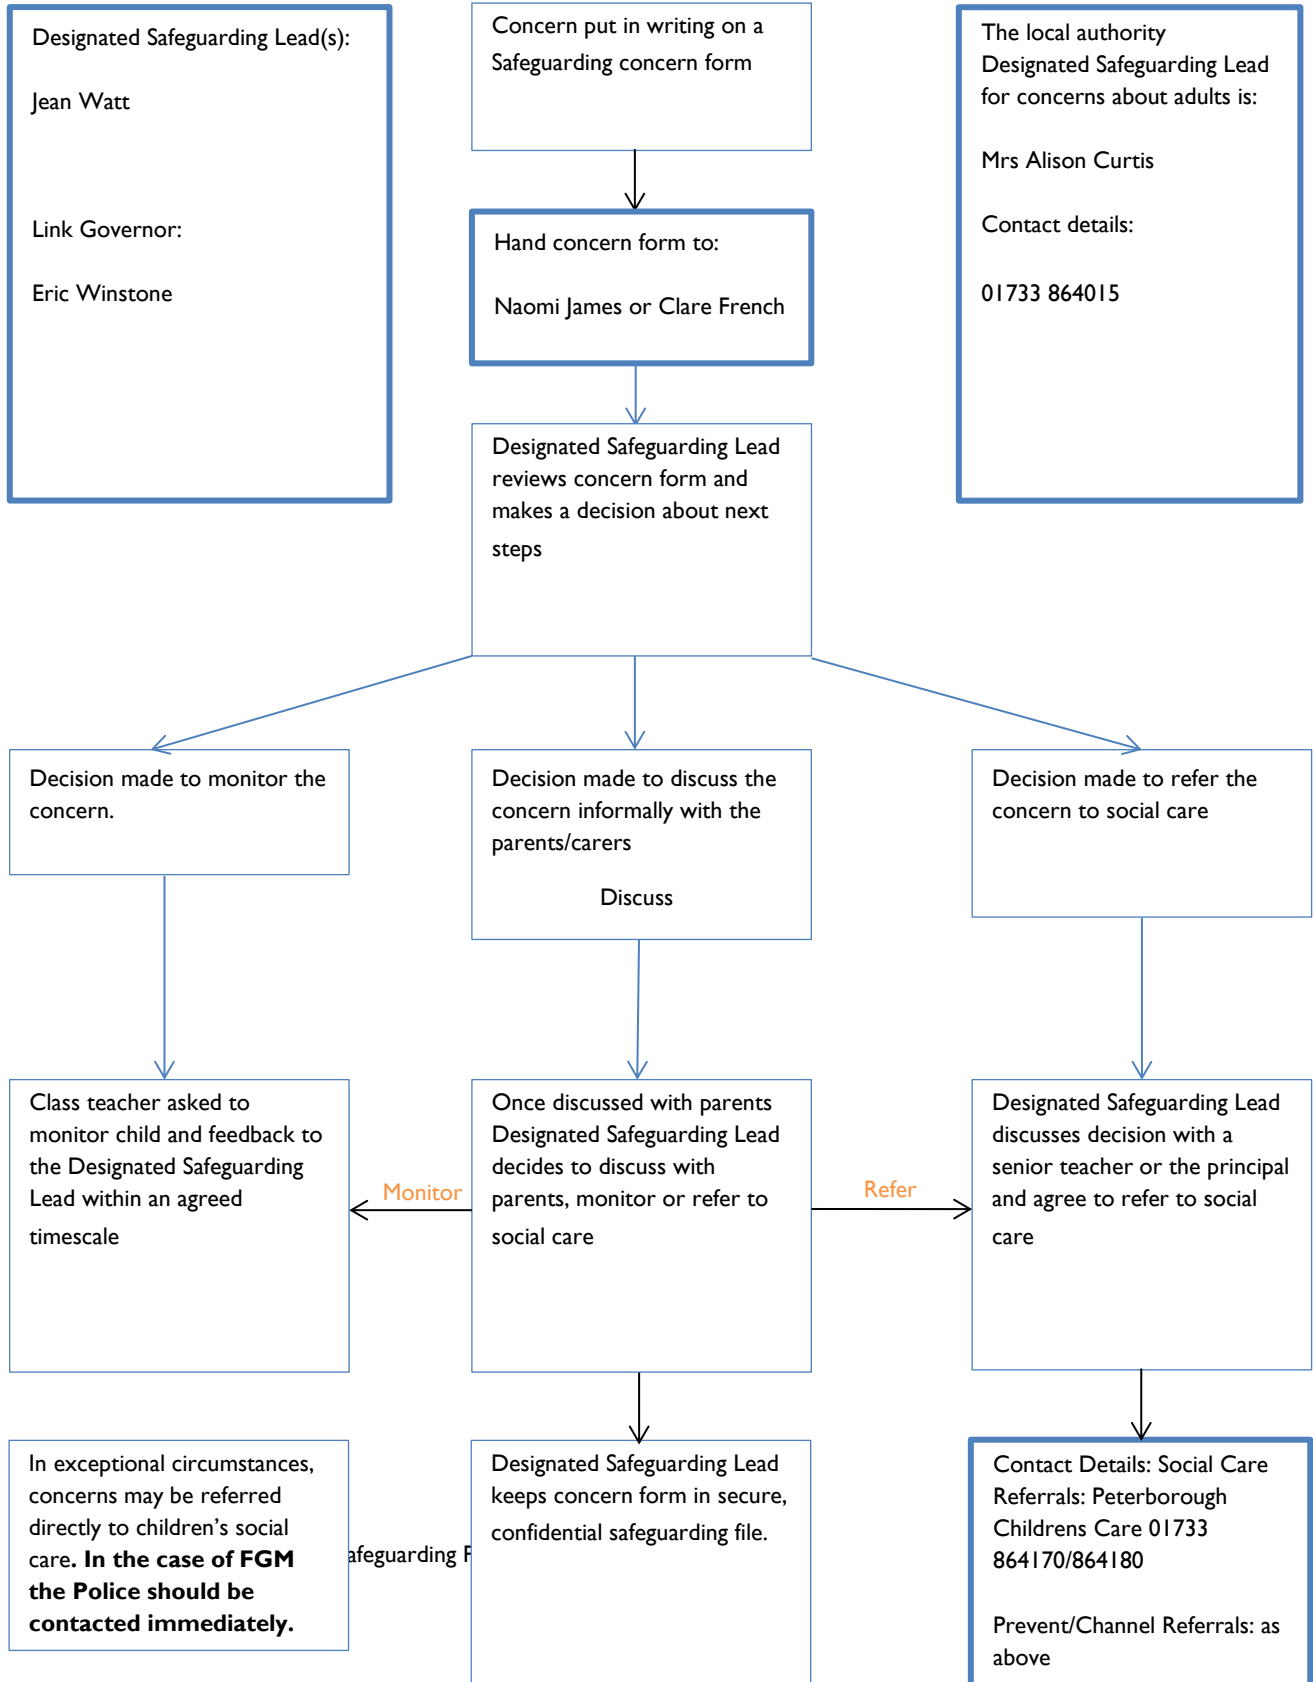 Designated Safeguarding Lead(s):
Jean Watt
Link Governor:
Eric Winstone
Concern put in writing on a
Safeguarding concern form
The local authority
Designated Safeguarding Lead
for concerns about adults is:
Mrs Alison Curtis
Contact details:
01733 864015
Hand concern form to:
Naomi James or Clare French
Designated Safeguarding Lead
reviews concern form and
makes a decision about next
steps
Decision made to monitor the
concern.
Decision made to discuss the
concern informally with the
parents/carers
Discuss
Decision made to refer the
concern to social care
Class teacher asked to
monitor child and feedback to
the Designated Safeguarding
Lead within an agreed
timescale
Monitor
Once discussed with parents
Designated Safeguarding Lead
decides to discuss with
parents, monitor or refer to
social care
Refer
Designated Safeguarding Lead
discusses decision with a
senior teacher or the principal
and agree to refer to social
care
In exceptional circumstances,
concerns may be referred
directly to children’s social
care. In the case of FGM
the Police should be
contacted immediately.
afeguarding
Designated Safeguarding Lead
keeps concern form in secure,
confidential safeguarding file.
Contact Details: Social Care
Referrals: Peterborough
Childrens Care 01733
864170/864180
Prevent/Channel Referrals: as
above